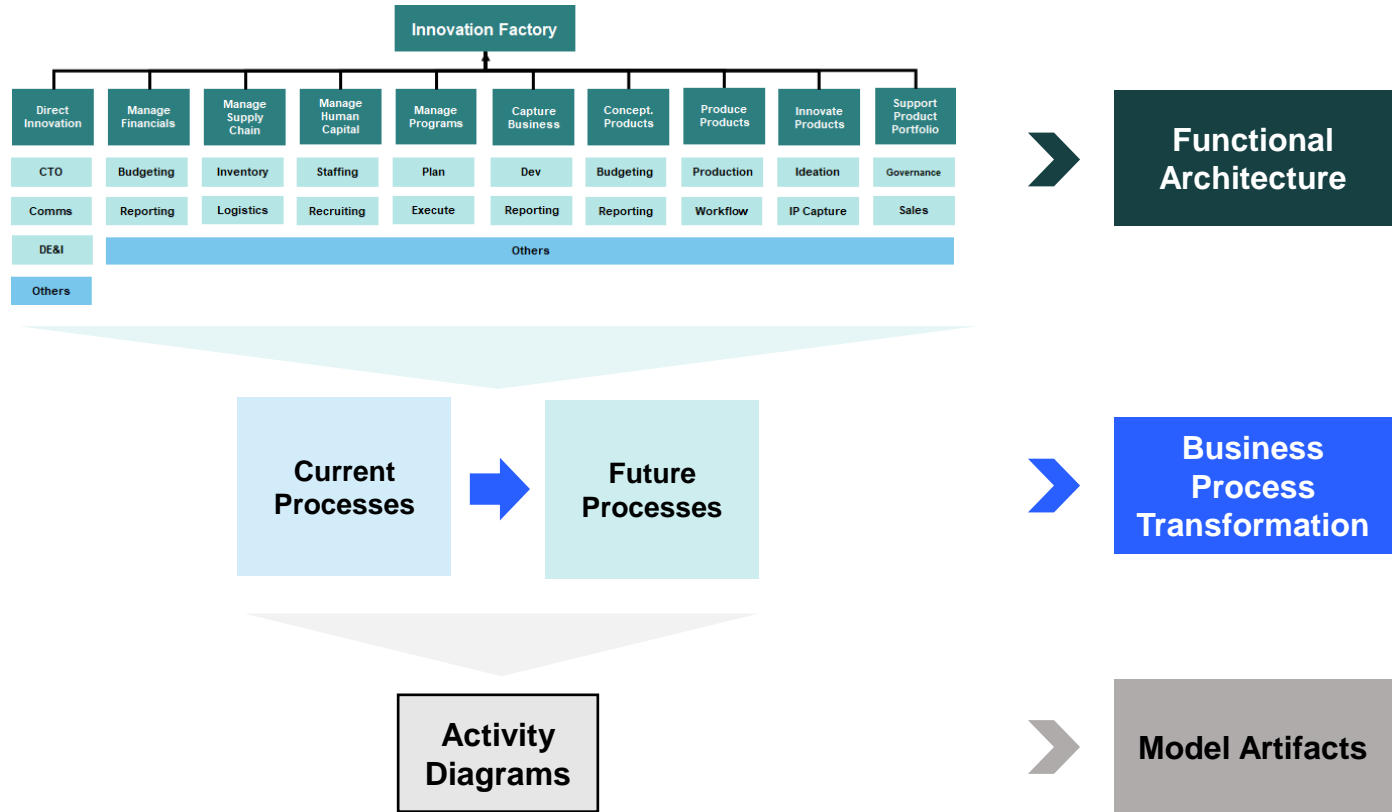 Innovation Factory
Direct
Innovation
Manage
Financials
Manage
Supply
Chain
Manage
Human
Capital
Manage
Programs
Capture
Business
Concept.
Products
Produce
Products
Innovate
Products
Support
Product
Portfolio
CTO
Budgeting
Inventory
Staffing
Plan
Dev
Budgeting
Production
Ideation
Governance
Comms
Reporting
Logistics
Recruiting
Execute
Reporting
Reporting
Workflow
IP Capture
Sales
DE&I
Others
Others
Functional
Architecture
Current
Processes
Future
Processes
Business
Process
Transformation
Activity
Diagrams
Model Artifacts